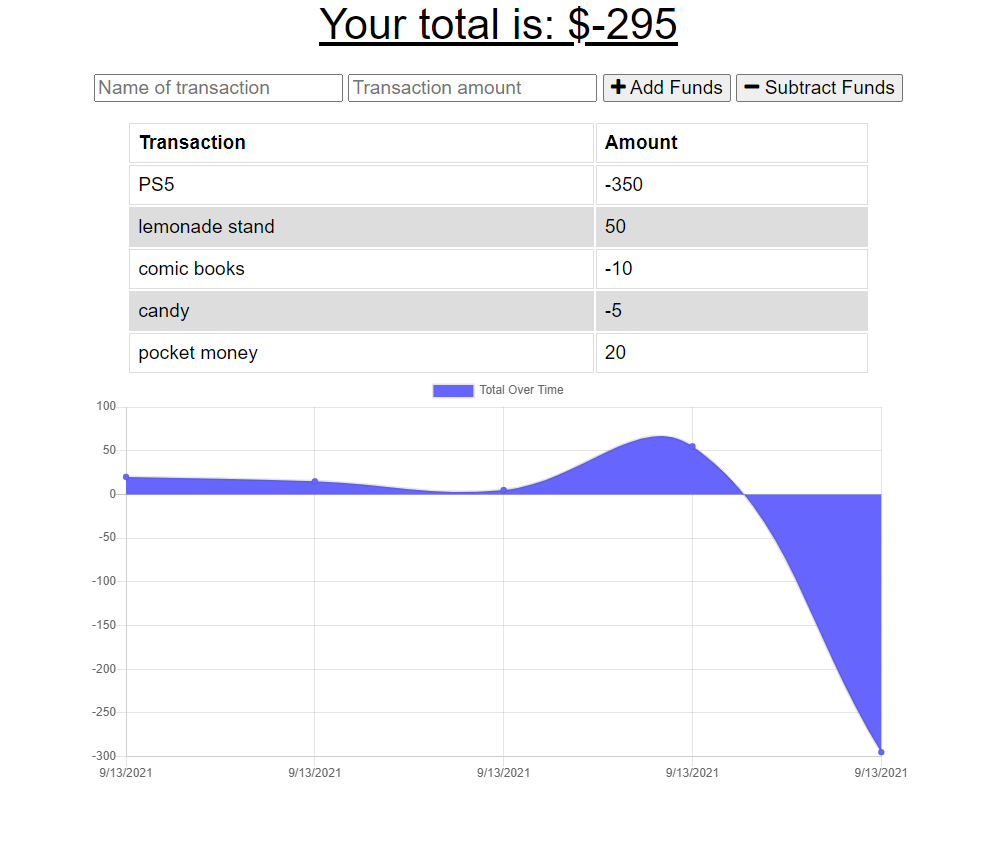 Your total is: $-295
Name of transaction Transaction amount Add Funds Subtract Funds
Transaction Amount
PS5 -350
lemonade stand 50
comic books -10
candy -5
pocket money 20
Total Over Time
100
50
0
-50
-100
-150
-200
-250
-300
9/13/2021 9/13/2021 9/13/2021 9/13/2021 9/13/2021